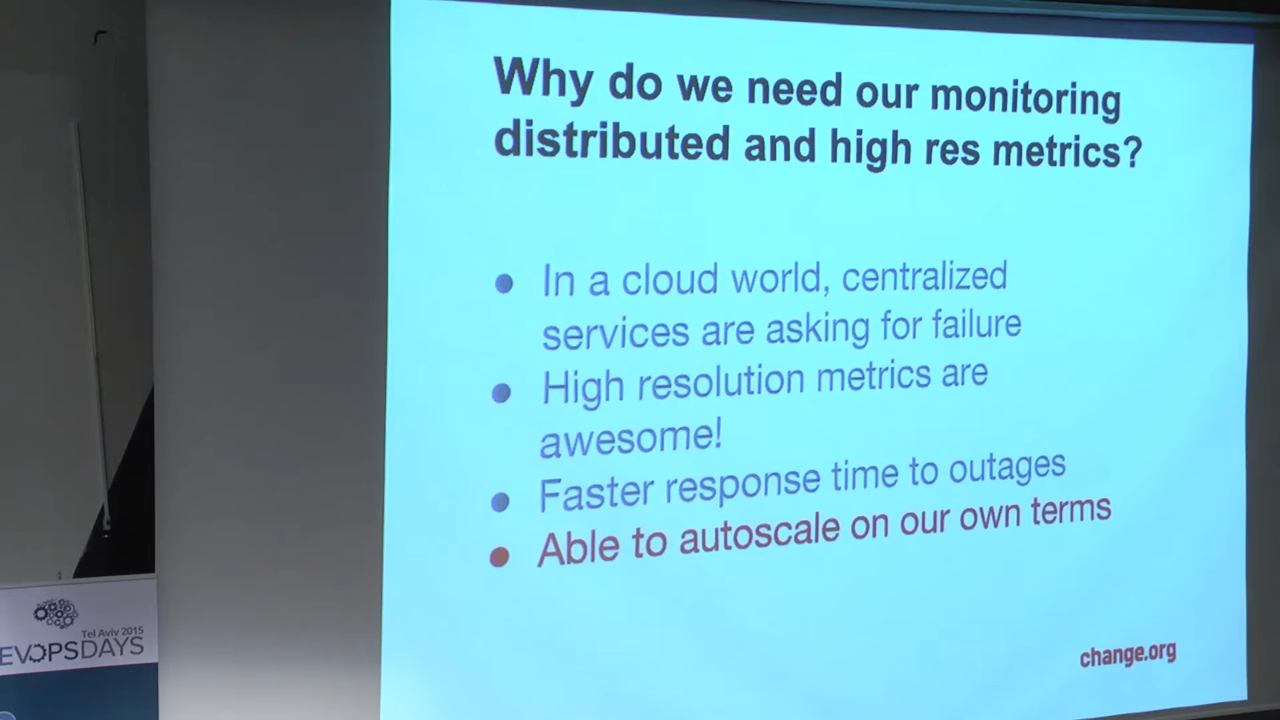 Why do we need our monitoring
distributed and high res metrics?
● In a cloud world, centralized
services are asking for failure
● High resolution metrics are
awesome!
● Faster response time to outages
● Able to autoscale on our own terms
change.org
Tel Aviv 2015
EVOPSDAYS